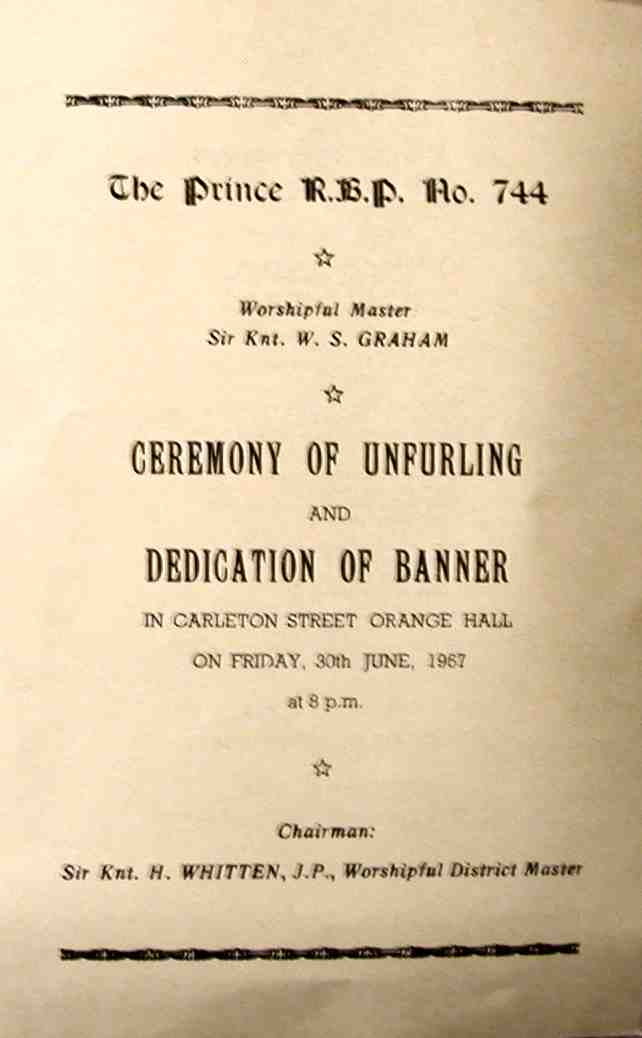 The Prince R.B.P. No. 744
Worshipful Master
Sir Knt. W. S. GRAHAM
CEREMONY OF UNFURLING
AND
DEDICATION OF BANNER
IN CARLETON STREET ORANGE HALL
ON FRIDAY, 30th JUNE, 1967
at 8 p.m.
Chairman:
Sir Knt. H. WHITTEN, J.P., Worshipful District Master